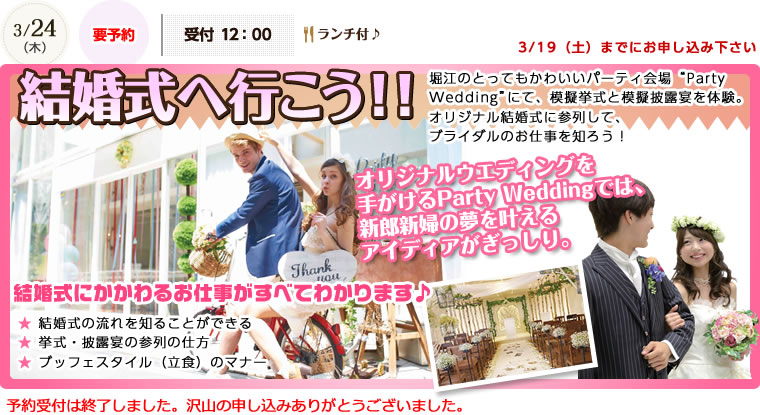 3/24
(木)
要予約
受付 12:00
ランチ付♪
3/19(土)までにお申し込み下さい
結婚式へ行こう!!
堀江のとってもかわいいパーティ会場 “Party
Wedding”にて、模擬挙式と模擬披露宴を体験。
オリジナル結婚式に参列して、
ブライダルのお仕事を知ろう!
オリジナルウエディングを
手がけるParty Weddingでは、
新郎新婦の夢を叶える
アイディアがぎっしり。
Party
Thank
you
結婚式にかかわるお仕事がすべてわかります♪
★ 結婚式の流れを知ることができる
★ 挙式・披露宴の参列の仕方
★ ブッフェスタイル(立食)のマナー
予約受付は終了しました。沢山の申し込みありがとうございました。